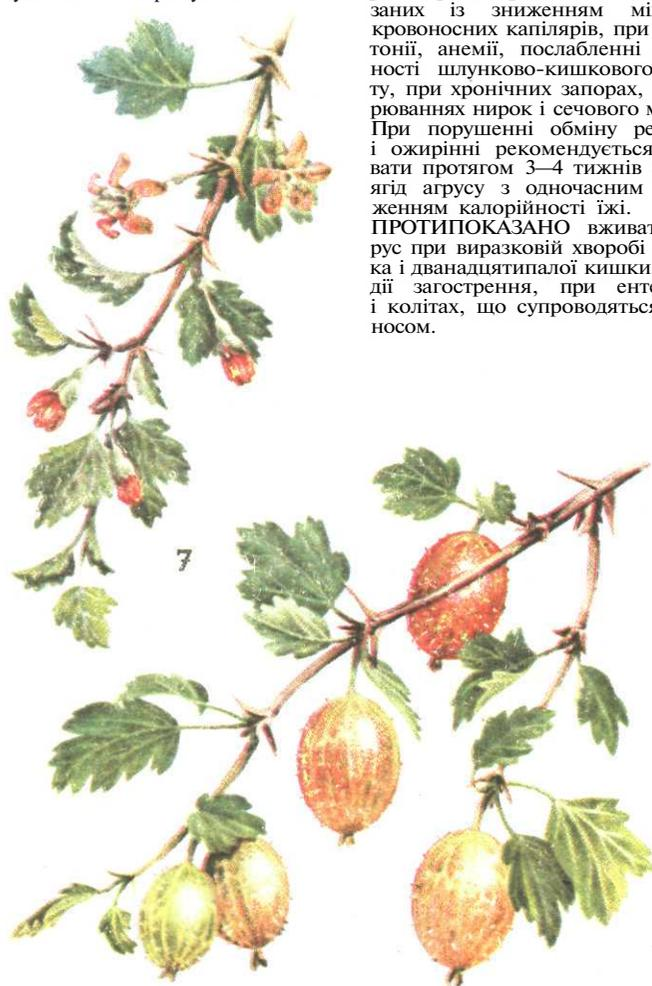 заних із зниженням мі
кровоносних капілярів, при
тонії, анемії, послабленні
ності шлунково-кишкового
ту, при хронічних запорах,
рюваннях нирок і сечового м
При порушенні обміну ре
і ожирінні рекомендується
вати протягом 3—4 тижнів
ягід агрусу з одночасним
женням калорійності їжі.
ПРОТИПОКАЗАНО вживат
рус при виразковій хворобі
ка і дванадцятипалої кишки
дії загострення, при енте
і колітах, що супроводяться
носом.
7